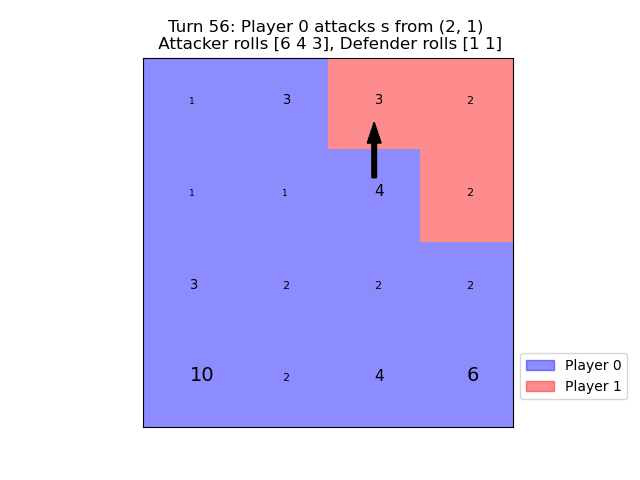 Turn 56: Player 0 attacks s from (2, 1)
Attacker rolls [6 4 3], Defender rolls [1 1]
1 3 3 2
1 1 4 2
3 2 2 2
10 2 4 6
Player 0
Player 1